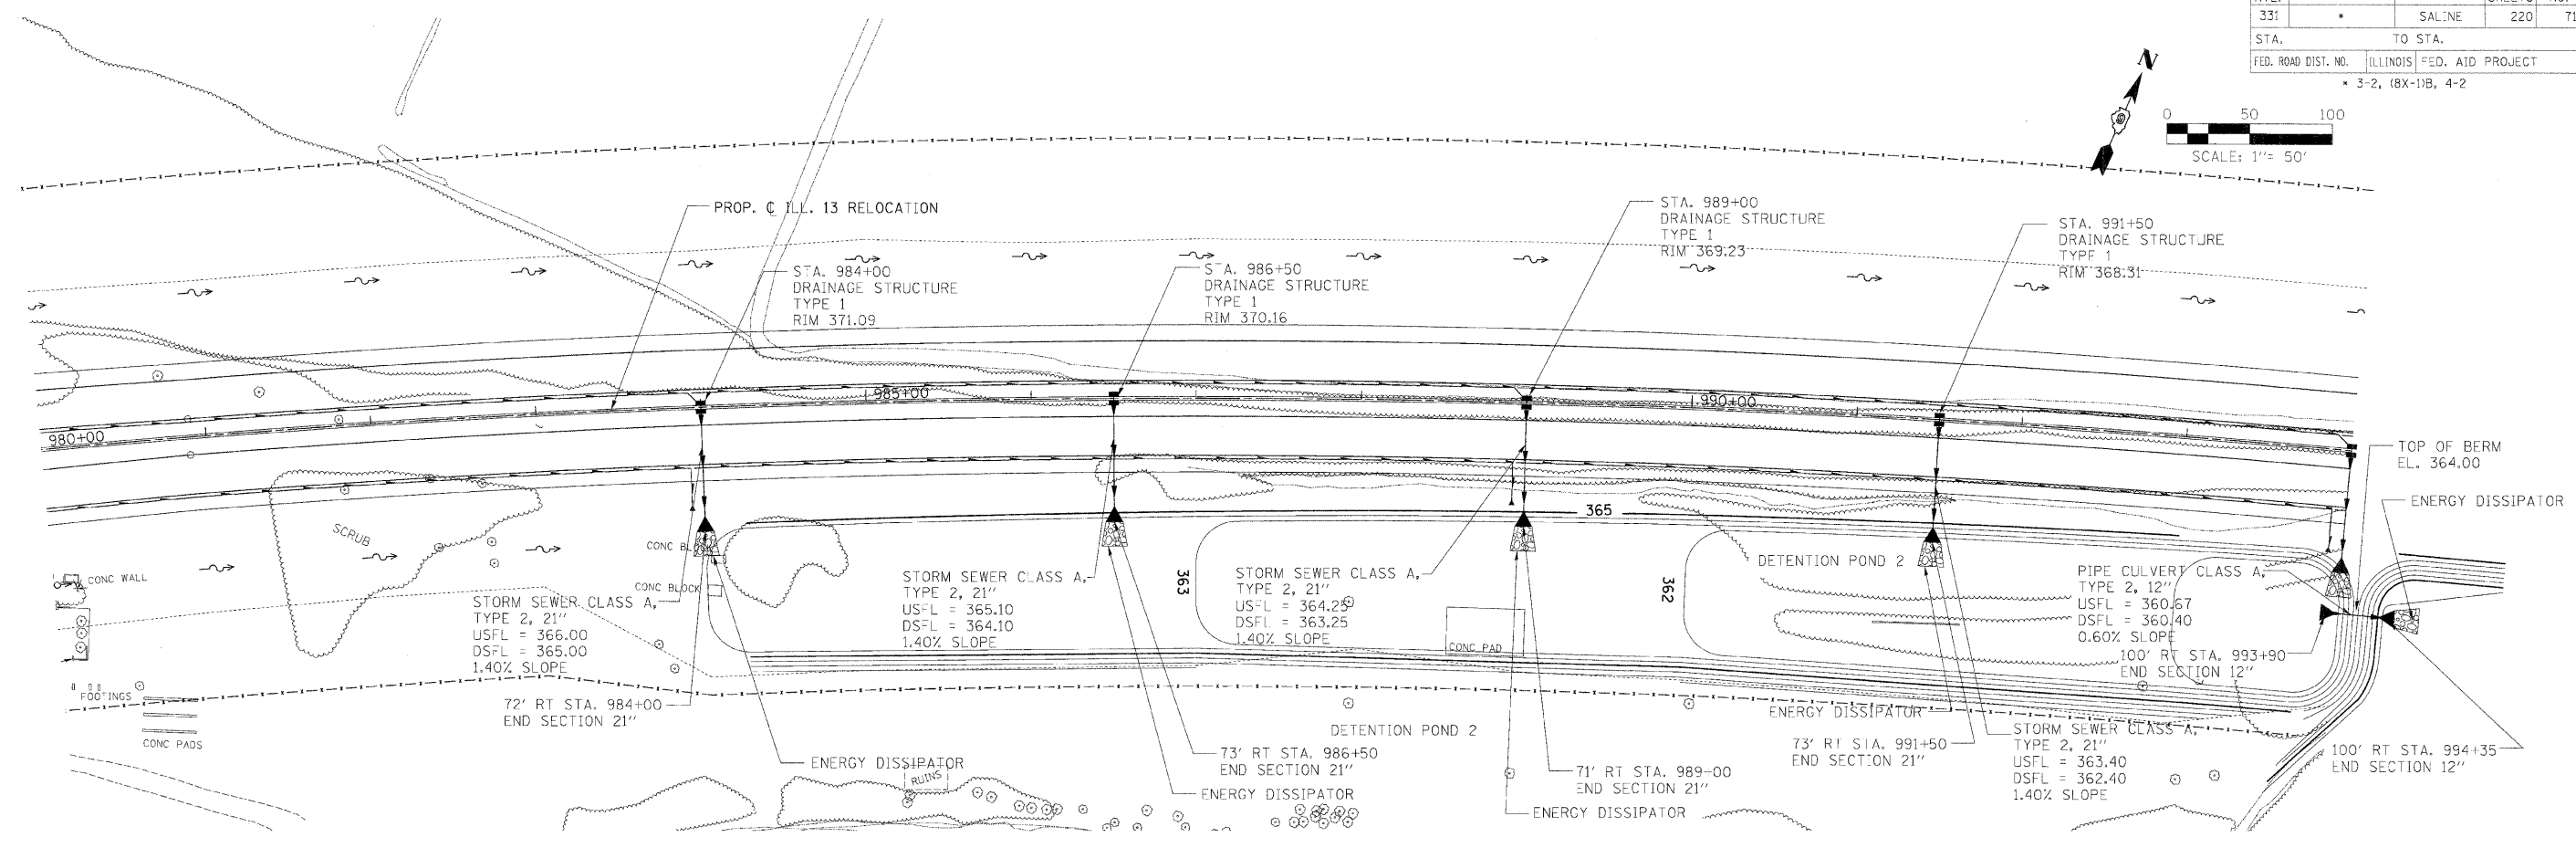 331 * SALINE 220 71
STA. TO STA.
FED. ROAD DIST. NO. ILLINOIS FED. AID PROJECT
* 3-2, (8X-1)B, 4-2
N
0 50 100
SCALE: 1"= 50'
PROP. ℄ ILL. 13 RELOCATION
STA. 984+00
DRAINAGE STRUCTURE
TYPE 1
RIM 371.09
STA. 986+50
DRAINAGE STRUCTURE
TYPE 1
RIM 370.16
STA. 989+00
DRAINAGE STRUCTURE
TYPE 1
RIM 369.23
STA. 991+50
DRAINAGE STRUCTURE
TYPE 1
RIM 368.31
980+00
985+00
990+00
TOP OF BERM
EL. 364.00
ENERGY DISSIPATOR
365
363
362
SCRUB
CONC WALL
CONC BLOCK
FOOTINGS
CONC PADS
STORM SEWER CLASS A,
TYPE 2, 21"
USFL = 366.00
DSFL = 365.00
1.40% SLOPE
72' RT STA. 984+00
END SECTION 21"
ENERGY DISSIPATOR
RUINS
STORM SEWER CLASS A,
TYPE 2, 21"
USFL = 365.10
DSFL = 364.10
1.40% SLOPE
73' RT STA. 986+50
END SECTION 21"
ENERGY DISSIPATOR
STORM SEWER CLASS A,
TYPE 2, 21"
USFL = 364.25
DSFL = 363.25
1.40% SLOPE
CONC PAD
DETENTION POND 2
71' RT STA. 989+00
END SECTION 21"
ENERGY DISSIPATOR
DETENTION POND 2
ENERGY DISSIPATOR
73' RT STA. 991+50
END SECTION 21"
STORM SEWER CLASS A,
TYPE 2, 21"
USFL = 363.40
DSFL = 362.40
1.40% SLOPE
PIPE CULVERT CLASS A,
TYPE 2, 12"
USFL = 360.67
DSFL = 360.40
0.60% SLOPE
100' RT STA. 993+90
END SECTION 12"
100' RT STA. 994+35
END SECTION 12"